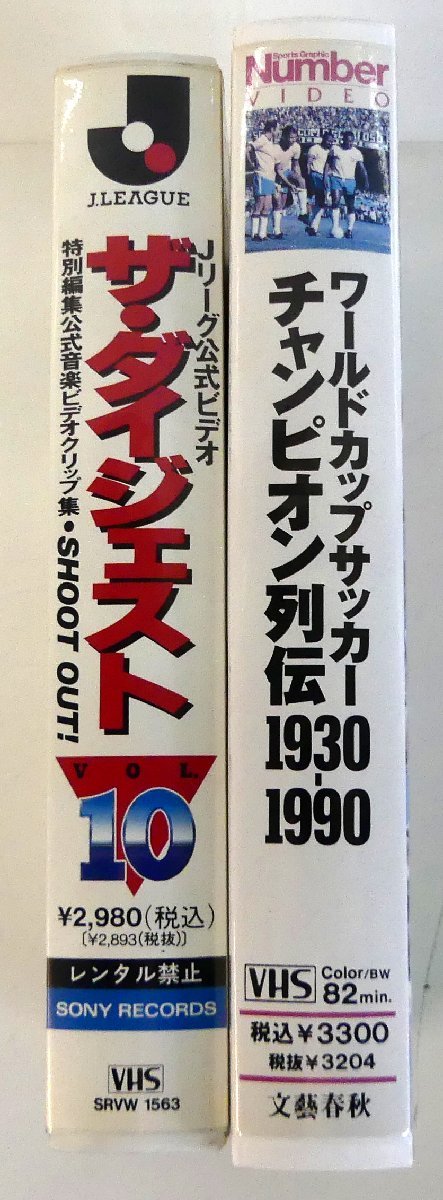 J.LEAGUE
Jリーグ公式ビデオ
ザ・ダイジェスト
特別編集公式音楽ビデオクリップ集・SHOOT OUT!
VOL.
10
¥2,980(税込)
〔¥2,893(税抜)〕
レンタル禁止
SONY RECORDS
VHS
SRVW 1563
Sports Graphic
Number
VIDEO
ワールドカップサッカー
チャンピオン列伝
1930-
1990
VHS Color/BW
82min.
税込¥3300
税抜¥3204
文藝春秋